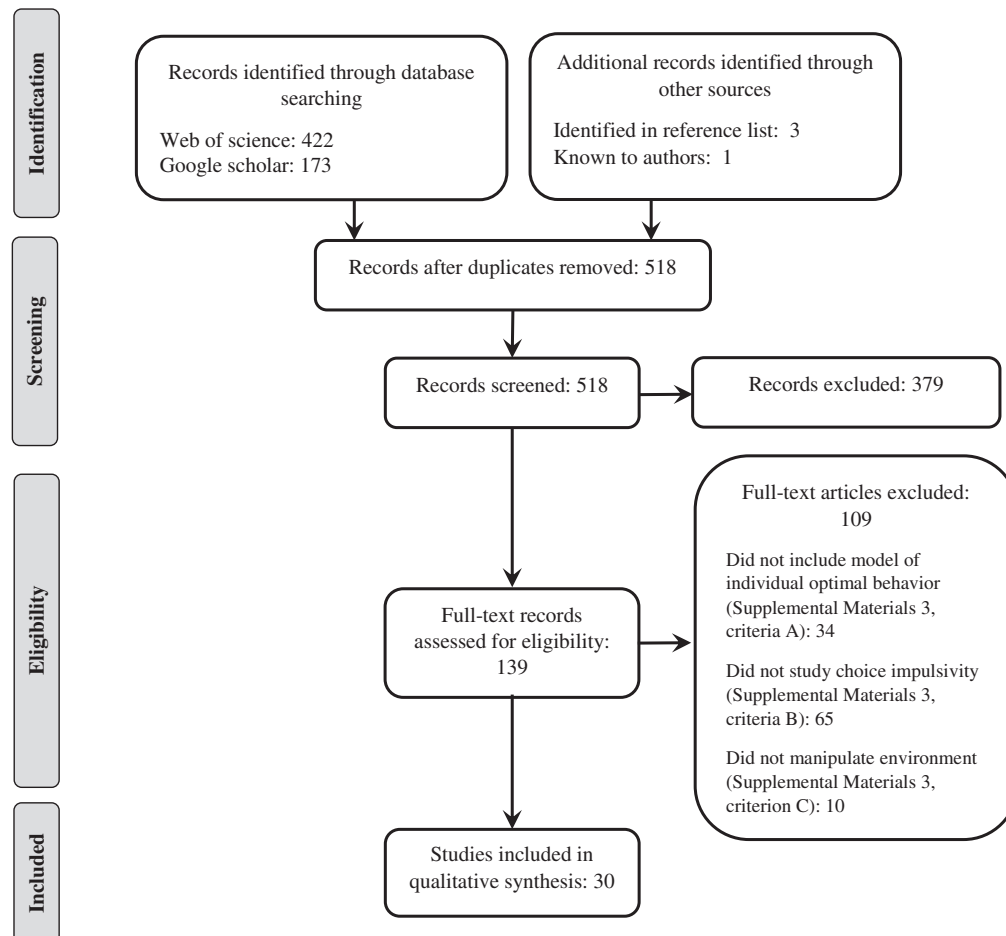 Identification
Records identified through database
searching
Web of science: 422
Google scholar: 173
Additional records identified through
other sources
Identified in reference list: 3
Known to authors: 1
Screening
Records after duplicates removed: 518
Records screened: 518
Records excluded: 379
Eligibility
Full-text records
assessed for eligibility:
139
Full-text articles excluded:
109
Did not include model of
individual optimal behavior
(Supplemental Materials 3,
criteria A): 34
Did not study choice impulsivity
(Supplemental Materials 3,
criteria B): 65
Did not manipulate environment
(Supplemental Materials 3,
criterion C): 10
Included
Studies included in
qualitative synthesis: 30